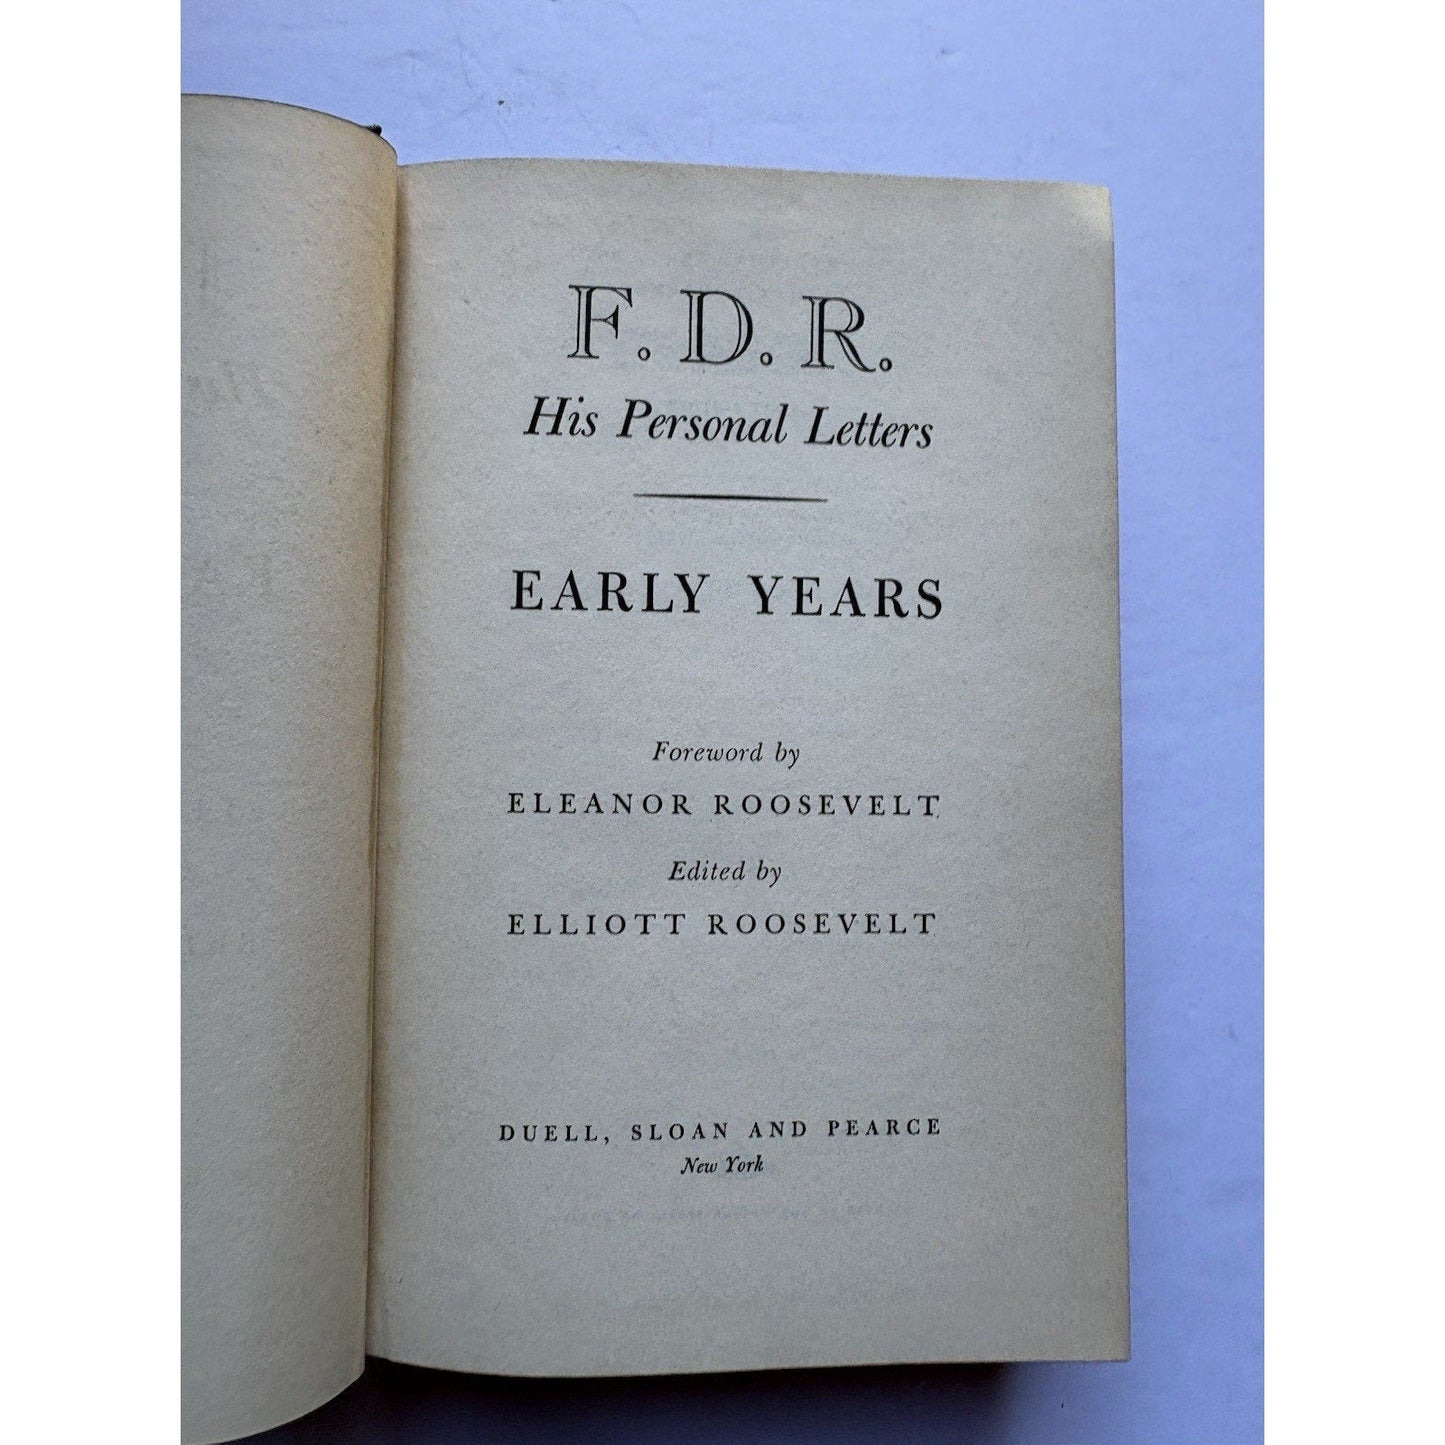 F. D. R.
His Personal Letters
EARLY YEARS
Foreword by
ELEANOR ROOSEVELT
Edited by
ELLIOTT ROOSEVELT
DUELL, SLOAN AND PEARCE
New York